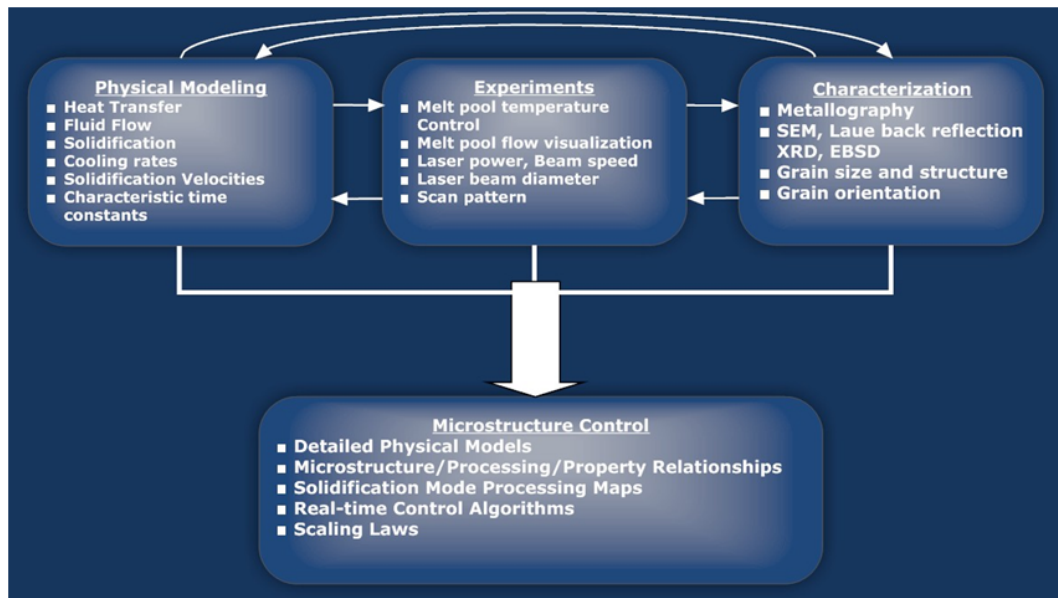 Physical Modeling
■ Heat Transfer
■ Fluid Flow
■ Solidification
■ Cooling rates
■ Solidification Velocities
■ Characteristic time
constants
Experiments
■ Melt pool temperature
Control
■ Melt pool flow visualization
■ Laser power, Beam speed
■ Laser beam diameter
■ Scan pattern
Characterization
■ Metallography
■ SEM, Laue back reflection
XRD, EBSD
■ Grain size and structure
■ Grain orientation
Microstructure Control
■ Detailed Physical Models
■ Microstructure/Processing/Property Relationships
■ Solidification Mode Processing Maps
■ Real-time Control Algorithms
■ Scaling Laws